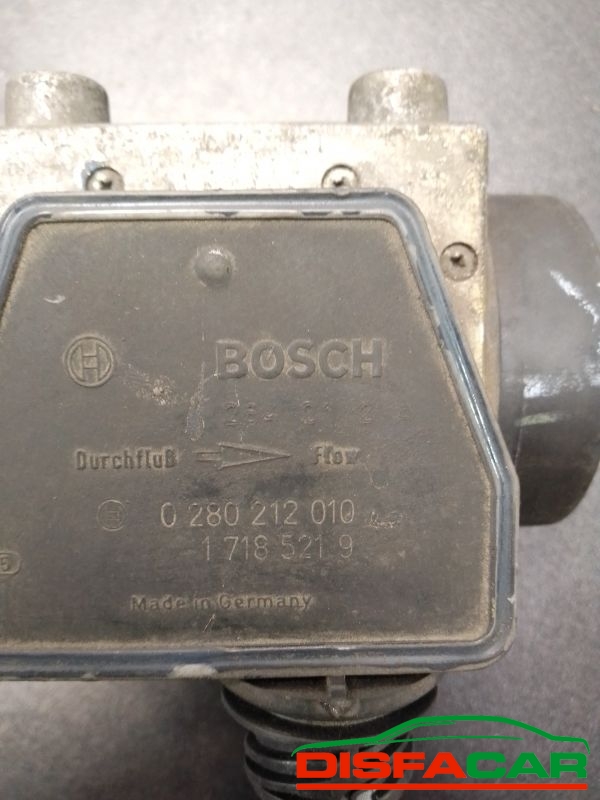 BOSCH
Durchfluß Flow
0 280 212 010
1 718 521 9
Made in Germany
DISFACAR